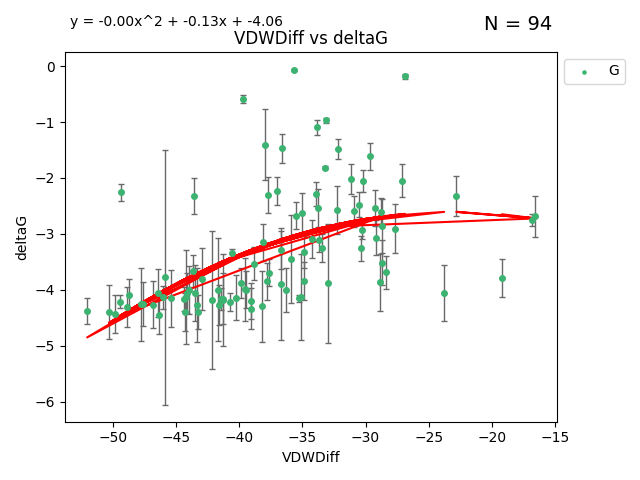 y = -0.00x^2 + -0.13x + -4.06
N = 94
VDWDiff vs deltaG
G
0
−1
−2
−3
−4
−5
−6
deltaG
−50
−45
−40
−35
−30
−25
−20
−15
VDWDiff